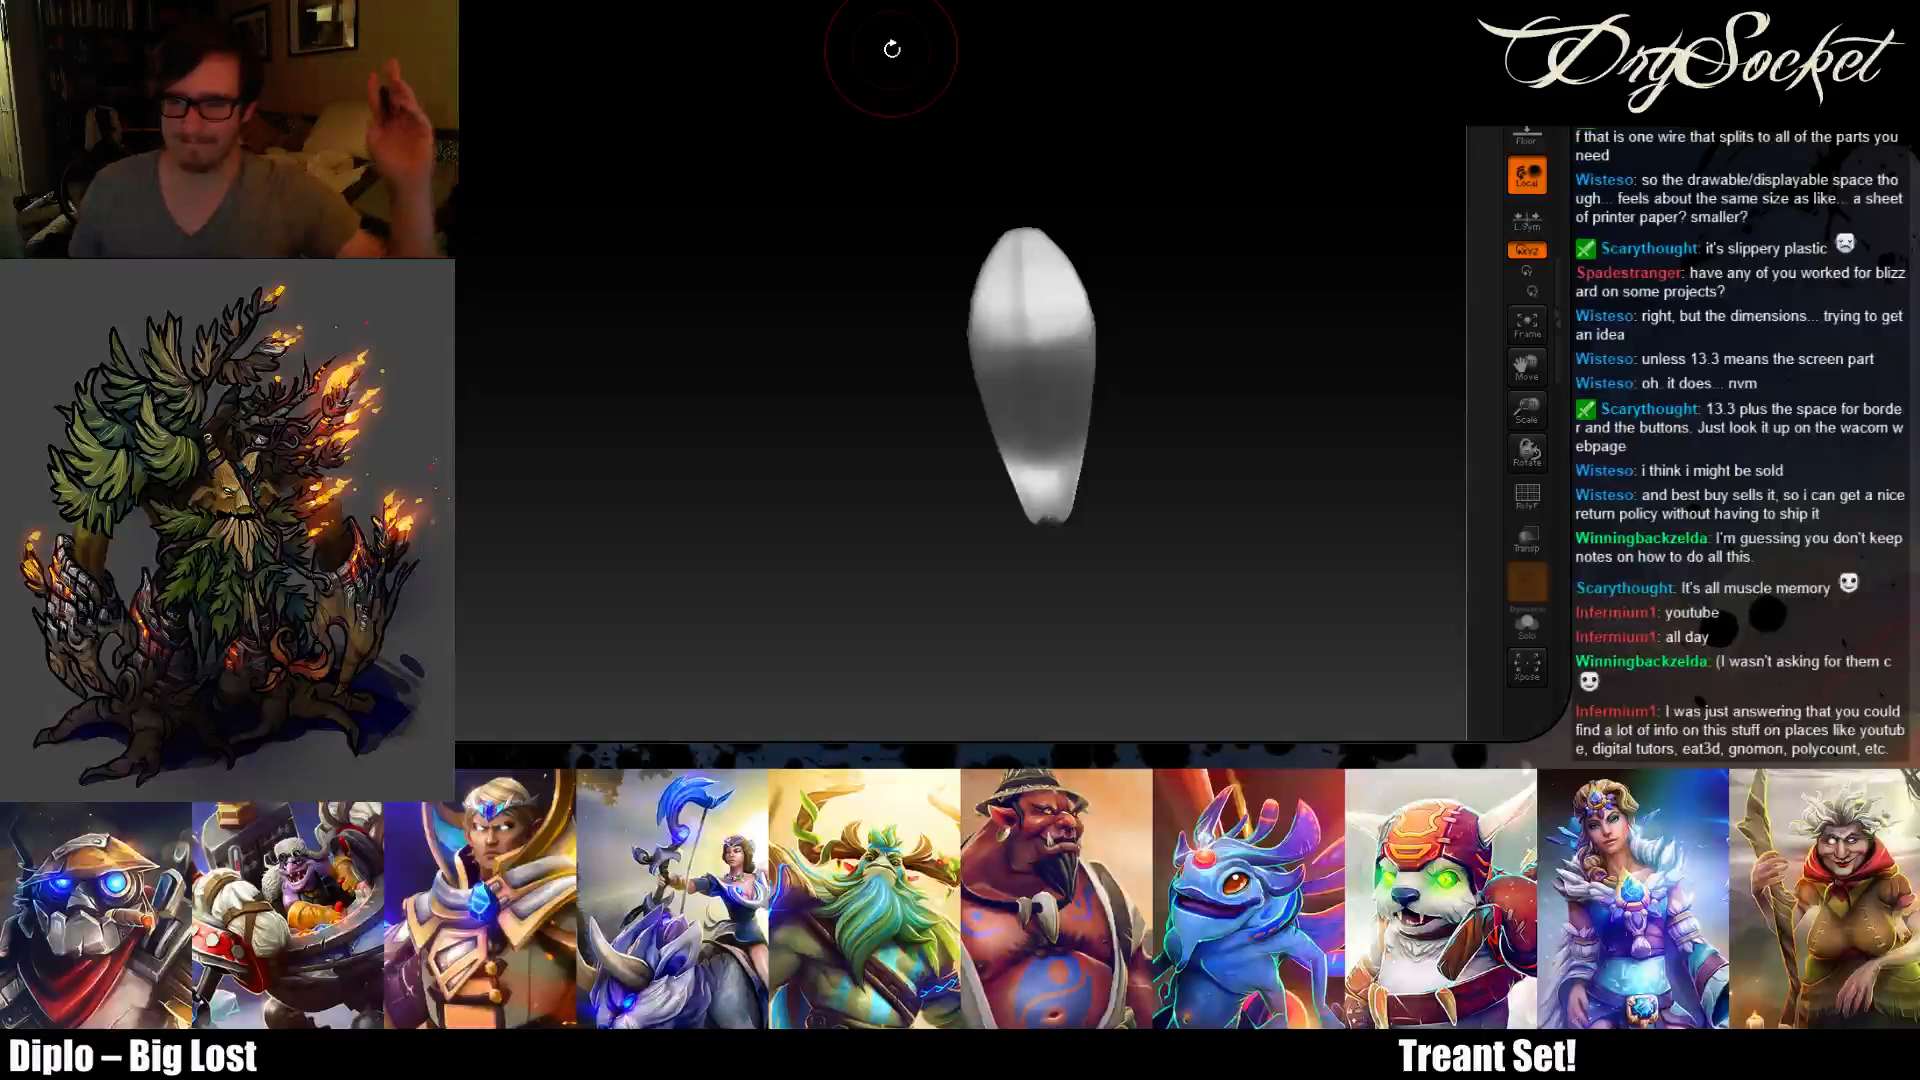 DrySocket
f that is one wire that splits to all of the parts you
need
Wisteso: so the drawable/displayable space tho
ugh... feels about the same size as like... a sheet
of printer paper? smaller?
Scarythought: it's slippery plastic
Spadestranger: have any of you worked for blizz
ard on some projects?
Wisteso: right, but the dimensions... trying to get
an idea
Wisteso: unless 13.3 means the screen part
Wisteso: oh. it does... nvm
Scarythought: 13.3 plus the space for borde
r and the buttons. Just look it up on the wacom w
ebpage
Wisteso: i think i might be sold
Wisteso: and best buy sells it, so i can get a nice
return policy without having to ship it
Winningbackzelda: I'm guessing you don't keep
notes on how to do all this.
Scarythought: It's all muscle memory
Infermium1: youtube
Infermium1: all day
Winningbackzelda: (I wasn't asking for them c
Infermium1: I was just answering that you could
find a lot of info on this stuff on places like youtub
e, digital tutors, eat3d, gnomon, polycount, etc.
Floor
Local
L.Sym
XYZ
Frame
Move
Scale
Rotate
PolyF
Transp
Dynamic
Solo
Xpose
Diplo – Big Lost
Treant Set!